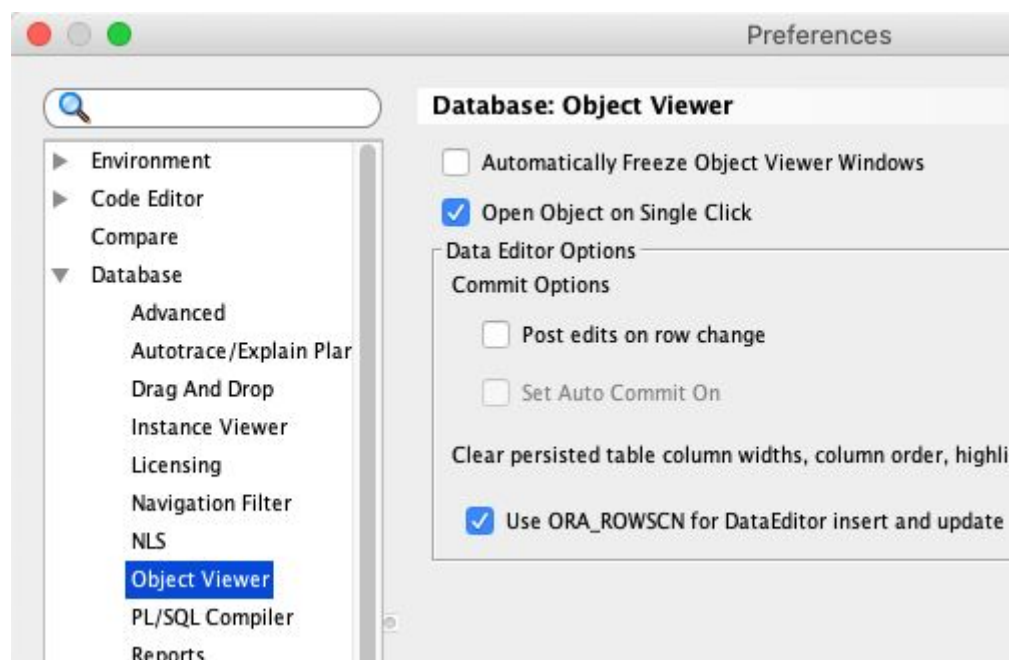 Preferences
Database: Object Viewer
Environment
Code Editor
Compare
Database
Advanced
Autotrace/Explain Plar
Drag And Drop
Instance Viewer
Licensing
Navigation Filter
NLS
Object Viewer
PL/SQL Compiler
Reports
Automatically Freeze Object Viewer Windows
Open Object on Single Click
Data Editor Options
Commit Options
Post edits on row change
Set Auto Commit On
Clear persisted table column widths, column order, highli
Use ORA_ROWSCN for DataEditor insert and update